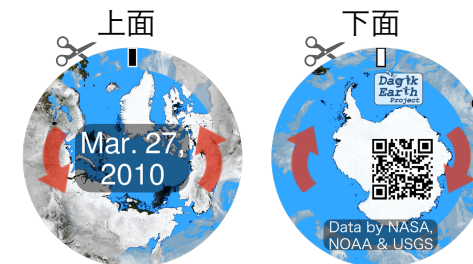 上面
下面
Mar. 27,
2010
Dagik
Earth
Project
Data by NASA,
NOAA & USGS